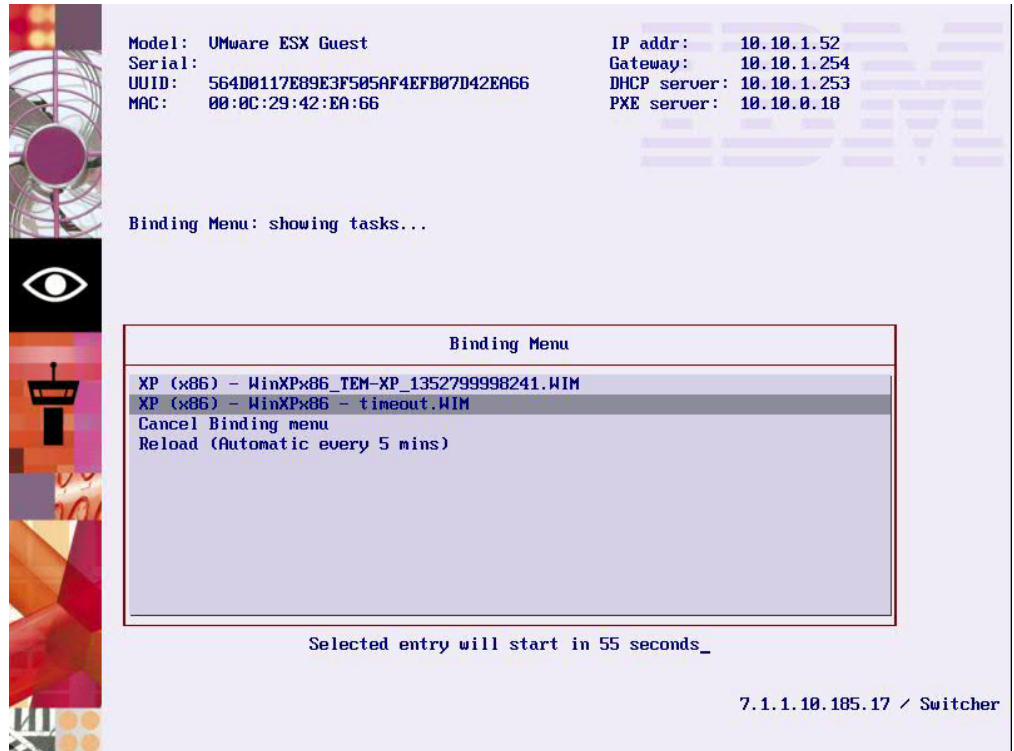 Model: VMware ESX Guest
Serial:
UUID: 564D0117E89E3F505AF4EFB07D42EA66
MAC: 00:0C:29:42:EA:66
IP addr: 10.10.1.52
Gateway: 10.10.1.254
DHCP server: 10.10.1.253
PXE server: 10.10.0.18
IBM
Binding Menu: showing tasks...
Binding Menu
XP (x86) - WinXPx86_TEM-XP_1352799998241.WIM
XP (x86) - WinXPx86 - timeout.WIM
Cancel Binding menu
Reload (Automatic every 5 mins)
Selected entry will start in 55 seconds_
7.1.1.10.185.17 / Switcher